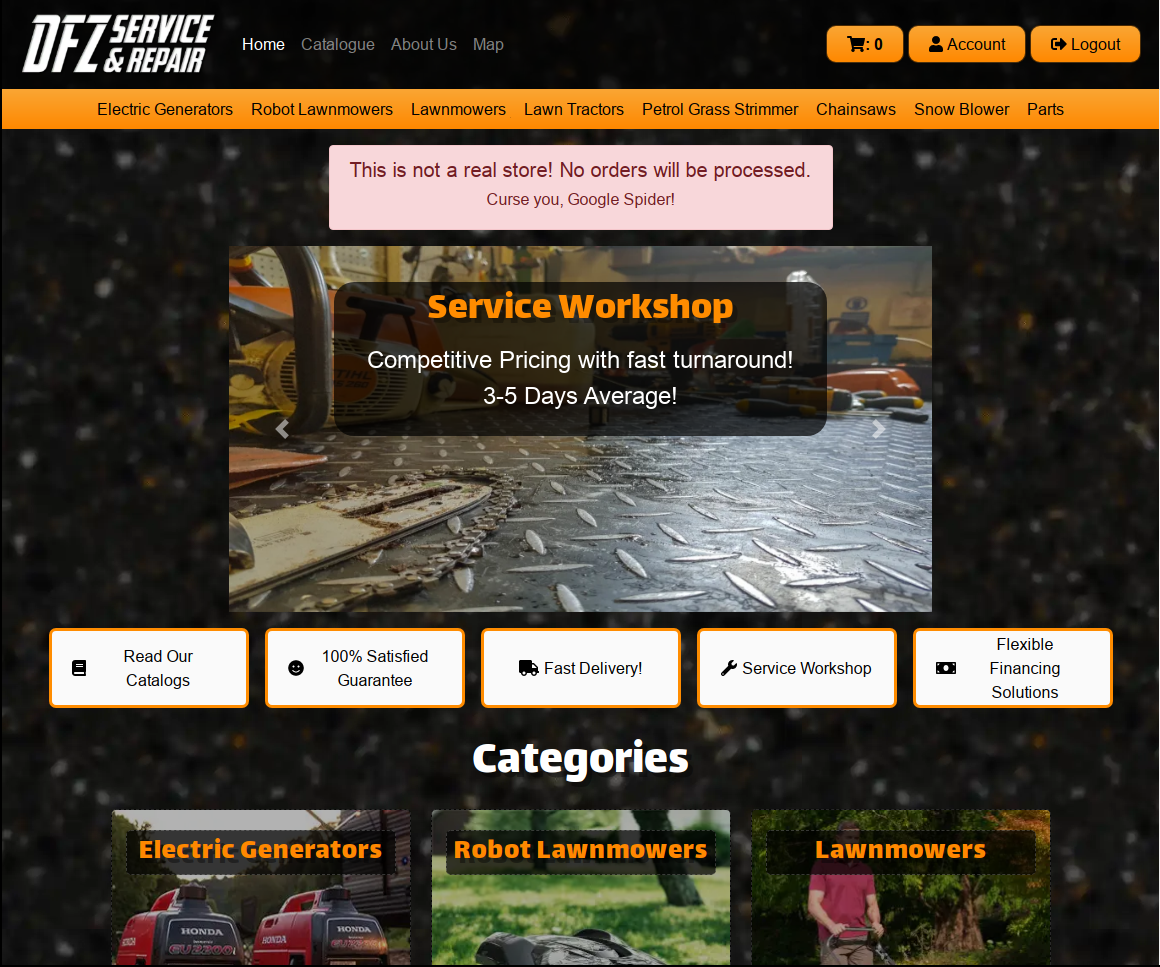 DFZ SERVICE
& REPAIR
Home Catalogue About Us Map
: 0 Account Logout
Electric Generators Robot Lawnmowers Lawnmowers Lawn Tractors Petrol Grass Strimmer Chainsaws Snow Blower Parts
This is not a real store! No orders will be processed.
Curse you, Google Spider!
Service Workshop
Competitive Pricing with fast turnaround!
3-5 Days Average!
STIHL
Read Our
Catalogs
100% Satisfied
Guarantee
Fast Delivery!
Service Workshop
Flexible
Financing
Solutions
Categories
Electric Generators
Robot Lawnmowers
Lawnmowers
HONDA
EU2200
HONDA
HONDA
HONDA